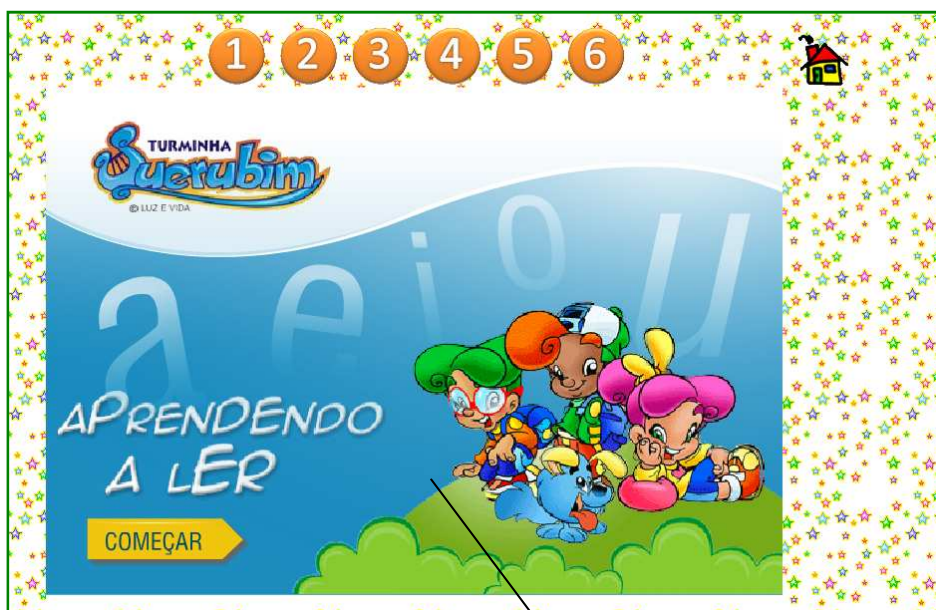 1 2 3 4 5 6
TURMINHA
Querubim
© LUZ E VIDA
a e i o u
APRENDENDO
A LER
COMEÇAR